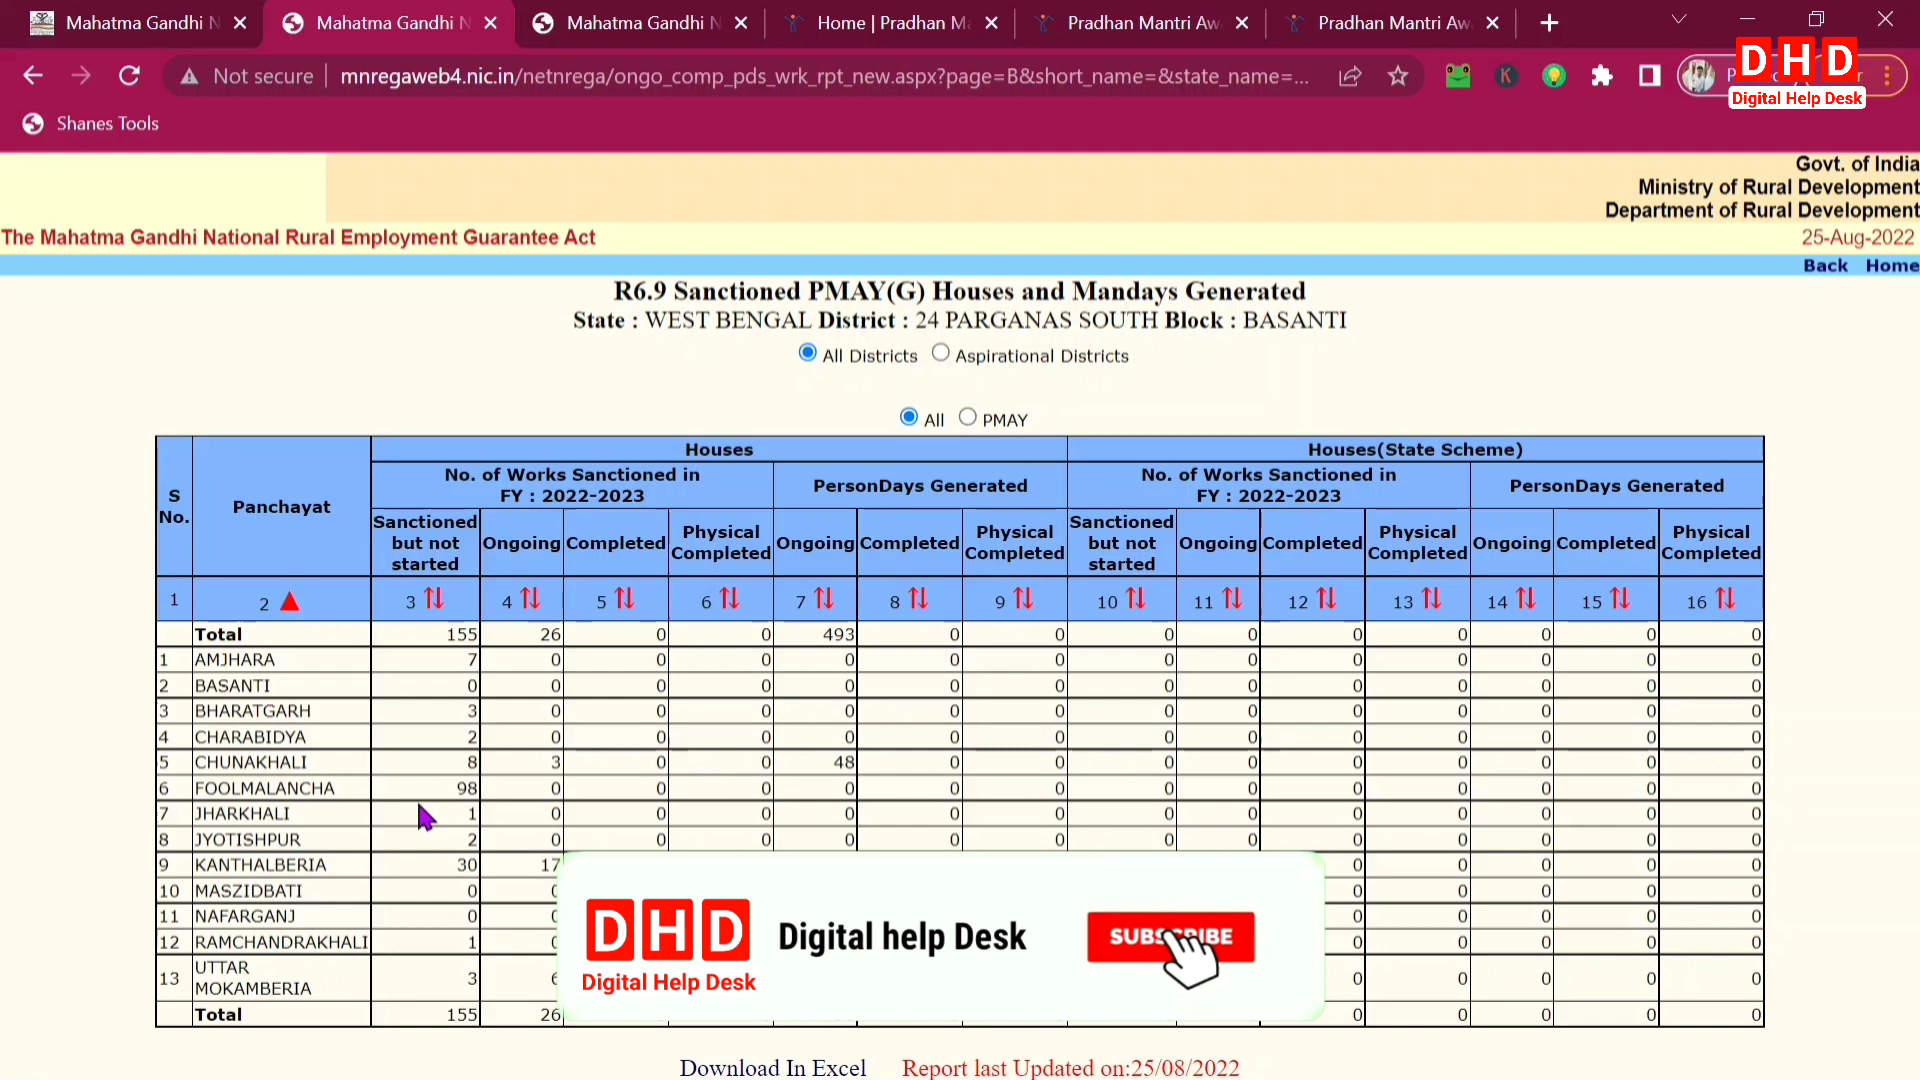 Mahatma Gandhi N
Mahatma Gandhi N
Mahatma Gandhi N
Home | Pradhan Ma
Pradhan Mantri Aw
Pradhan Mantri Aw
Not secure
mnregaweb4.nic.in/netnrega/ongo_comp_pds_wrk_rpt_new.aspx?page=B&short_name=&state_name=...
K
DHD
Digital Help Desk
Shanes Tools
Govt. of India
Ministry of Rural Development
Department of Rural Development
The Mahatma Gandhi National Rural Employment Guarantee Act
25-Aug-2022
Back Home
R6.9 Sanctioned PMAY(G) Houses and Mandays Generated
State : WEST BENGAL District : 24 PARGANAS SOUTH Block : BASANTI
All Districts Aspirational Districts
All PMAY
S No. Panchayat Houses Houses(State Scheme)
No. of Works Sanctioned in FY : 2022-2023 PersonDays Generated No. of Works Sanctioned in FY : 2022-2023 PersonDays Generated
Sanctioned but not started Ongoing Completed Physical Completed Ongoing Completed Physical Completed Sanctioned but not started Ongoing Completed Physical Completed Ongoing Completed Physical Completed
1 2 3 4 5 6 7 8 9 10 11 12 13 14 15 16
Total 155 26 0 0 493 0 0 0 0 0 0 0 0 0
1 AMJHARA 7 0 0 0 0 0 0 0 0 0 0 0 0 0
2 BASANTI 0 0 0 0 0 0 0 0 0 0 0 0 0 0
3 BHARATGARH 3 0 0 0 0 0 0 0 0 0 0 0 0 0
4 CHARABIDYA 2 0 0 0 0 0 0 0 0 0 0 0 0 0
5 CHUNAKHALI 8 3 0 0 48 0 0 0 0 0 0 0 0 0
6 FOOLMALANCHA 98 0 0 0 0 0 0 0 0 0 0 0 0 0
7 JHARKHALI 1 0 0 0 0 0 0 0 0 0 0 0 0 0
8 JYOTISHPUR 2 0 0 0 0 0 0 0 0 0 0 0 0 0
9 KANTHALBERIA 30 17 0 0 0 0 0
10 MASZIDBATI 0 0 0 0 0 0
11 NAFARGANJ 0 0 0 0 0 0
12 RAMCHANDRAKHALI 1 0 0 0 0 0
13 UTTAR MOKAMBERIA 3 0 0 0 0 0
Total 155 26 0 0 0 0 0
DHD
Digital Help Desk
Digital help Desk
SUBSCRIBE
Download In Excel Report last Updated on:25/08/2022